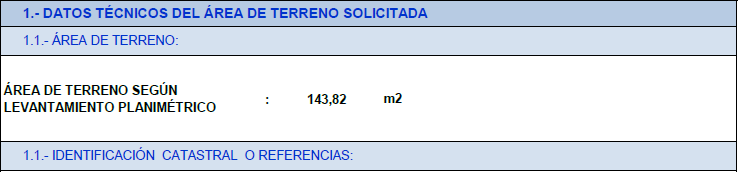 1.- DATOS TÉCNICOS DEL ÁREA DE TERRENO SOLICITADA
1.1.- ÁREA DE TERRENO:
ÁREA DE TERRENO SEGÚN
LEVANTAMIENTO PLANIMÉTRICO : 143,82 m2
1.1.- IDENTIFICACIÓN CATASTRAL O REFERENCIAS: